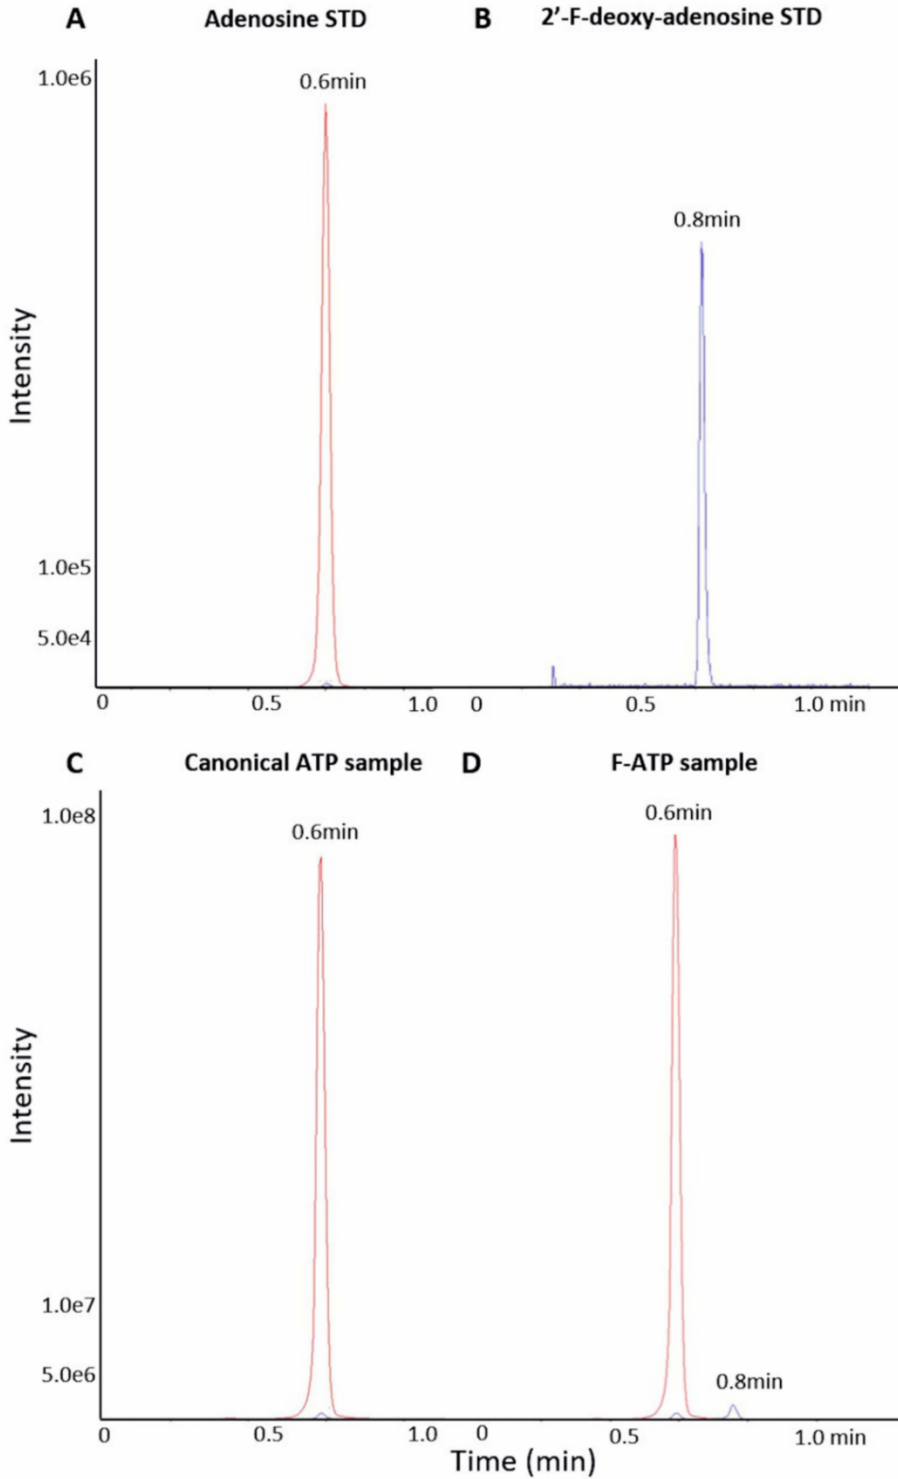 A Adenosine STD B 2’-F-deoxy-adenosine STD
1.0e6
0.6min
0.8min
Intensity
1.0e5
5.0e4
0 0.5 1.0 0 0.5 1.0 min
C Canonical ATP sample D F-ATP sample
1.0e8
0.6min
0.6min
Intensity
1.0e7
5.0e6
0.8min
0 0.5 1.0 0 0.5 1.0 min
Time (min)